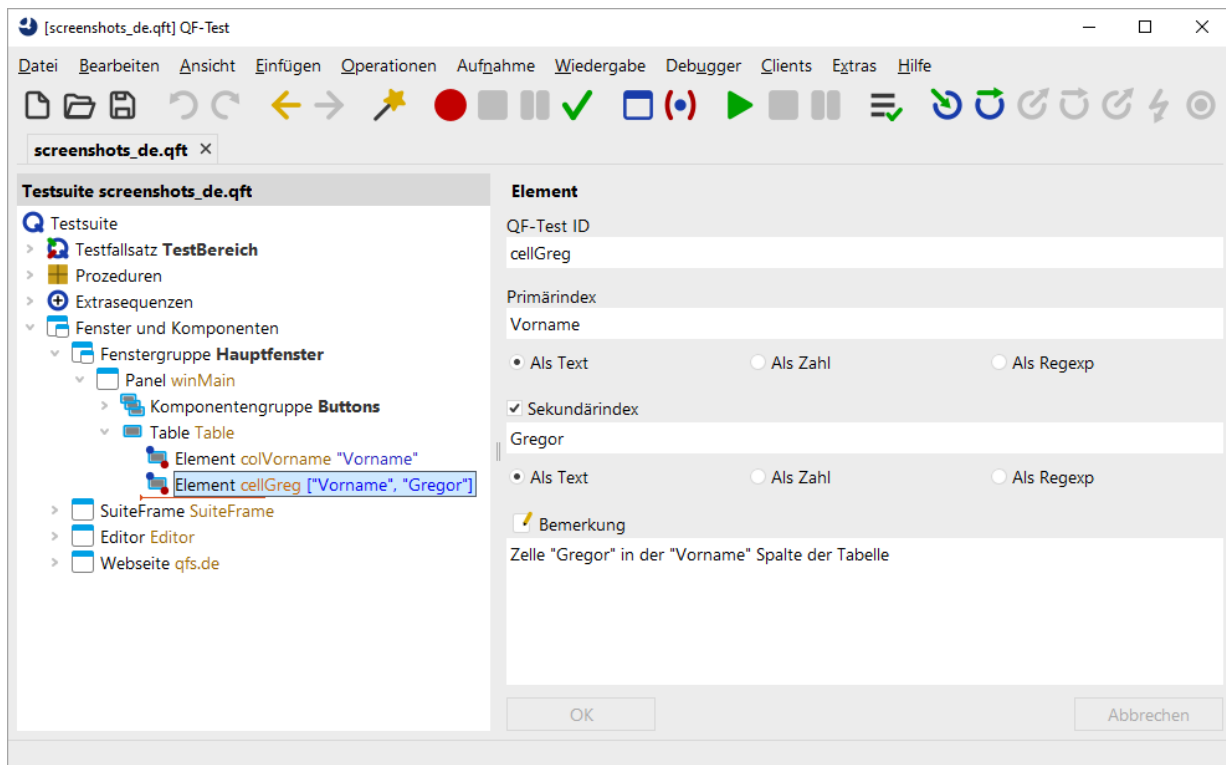 [screenshots_de.qft] QF-Test
Datei Bearbeiten Ansicht Einfügen Operationen Aufnahme Wiedergabe Debugger Clients Extras Hilfe
screenshots_de.qft
Testsuite screenshots_de.qft
Testsuite
Testfallsatz TestBereich
Prozeduren
Extrasequenzen
Fenster und Komponenten
Fenstergruppe Hauptfenster
Panel winMain
Komponentengruppe Buttons
Table Table
Element colVorname "Vorname"
Element cellGreg ["Vorname", "Gregor"]
SuiteFrame SuiteFrame
Editor Editor
Webseite qfs.de
Element
QF-Test ID
cellGreg
Primärindex
Vorname
Als Text Als Zahl Als Regexp
Sekundärindex
Gregor
Als Text Als Zahl Als Regexp
Bemerkung
Zelle "Gregor" in der "Vorname" Spalte der Tabelle
OK Abbrechen